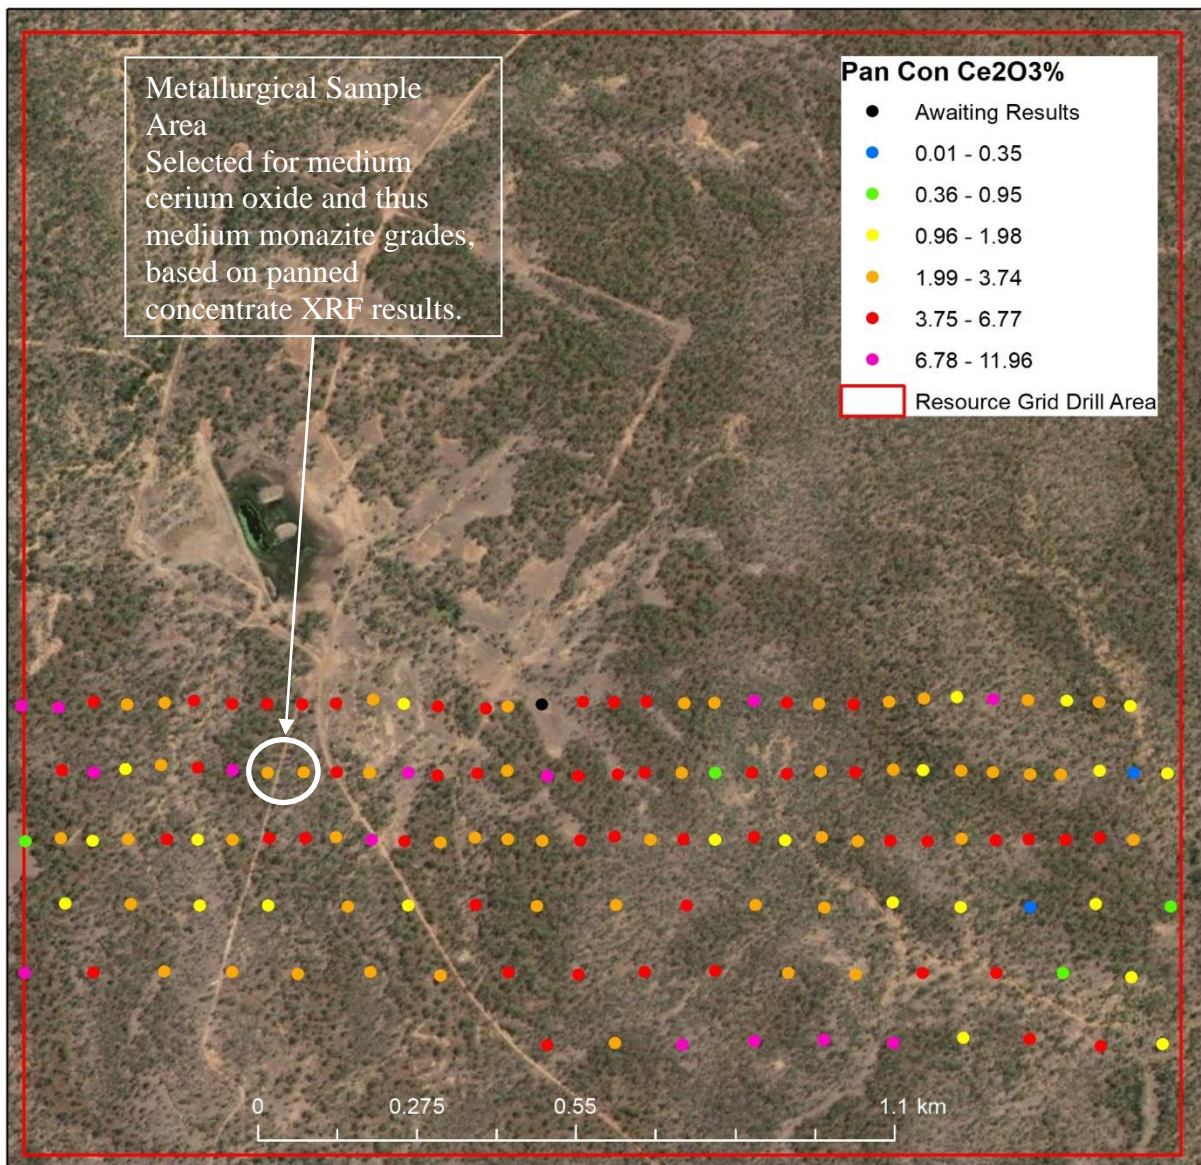 Metallurgical Sample
Area
Selected for medium
cerium oxide and thus
medium monazite grades,
based on panned
concentrate XRF results.
Pan Con Ce2O3%
Awaiting Results
0.01 - 0.35
0.36 - 0.95
0.96 - 1.98
1.99 - 3.74
3.75 - 6.77
6.78 - 11.96
Resource Grid Drill Area
0 0.275 0.55 1.1 km